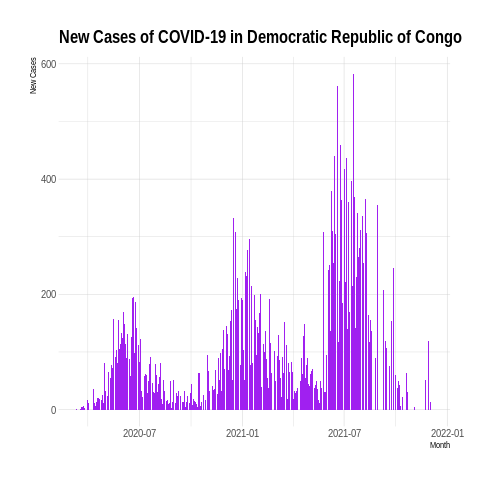 New Cases of COVID-19 in Democratic Republic of Congo
New Cases
600
400
200
0
2020-07
2021-01
2021-07
2022-01
Month